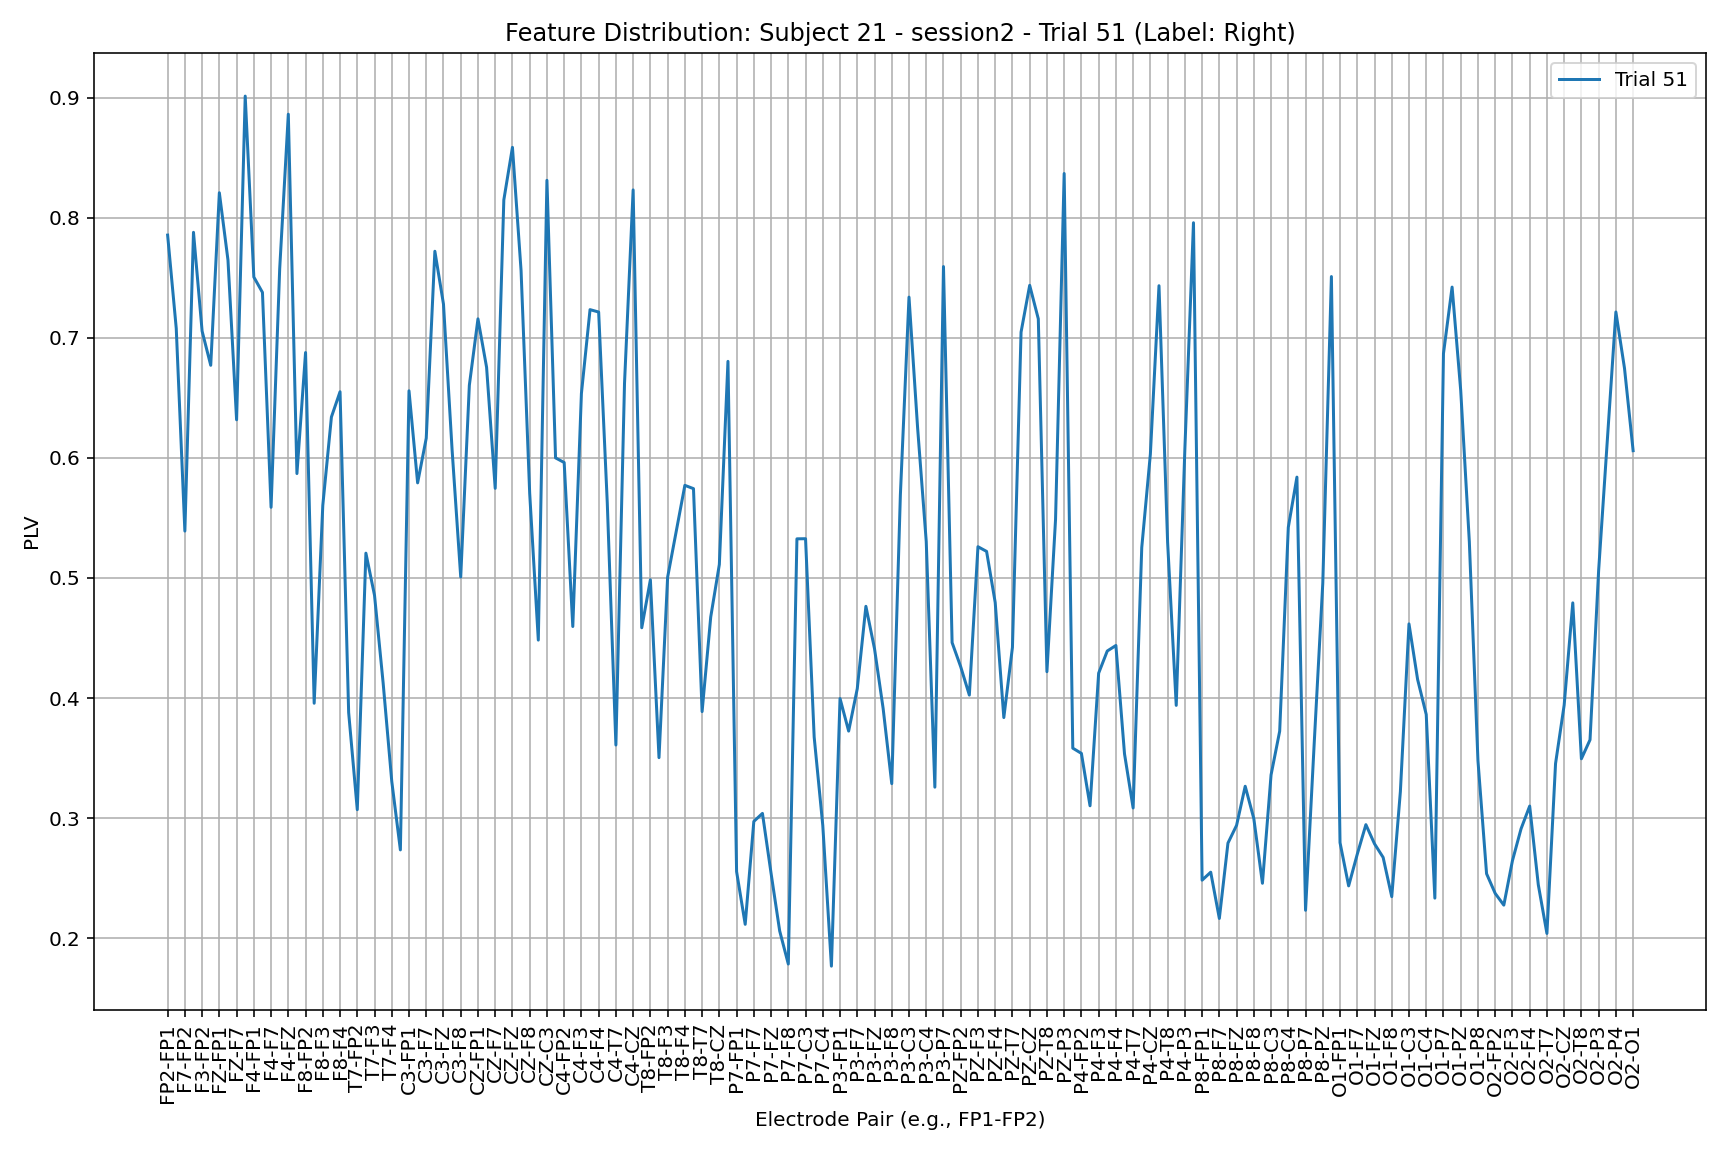 Feature Distribution: Subject 21 - session2 - Trial 51 (Label: Right)
Trial 51
PLV
0.9
0.8
0.7
0.6
0.5
0.4
0.3
0.2
FP2-FP1
F7-FP2
F3-FP2
FZ-FP1
FZ-F7
F4-FP1
F4-F7
F4-FZ
F8-FP2
F8-F3
F8-F4
T7-FP2
T7-F3
T7-F4
C3-FP1
C3-F7
C3-FZ
C3-F8
CZ-FP1
CZ-F7
CZ-FZ
CZ-F8
CZ-C3
C4-FP2
C4-F3
C4-F4
C4-T7
C4-CZ
T8-FP2
T8-F3
T8-F4
T8-T7
T8-CZ
P7-FP1
P7-F7
P7-FZ
P7-F8
P7-C3
P7-C4
P3-FP1
P3-F7
P3-FZ
P3-F8
P3-C3
P3-C4
P3-P7
PZ-FP2
PZ-F3
PZ-F4
PZ-T7
PZ-CZ
PZ-T8
PZ-P3
P4-FP2
P4-F3
P4-F4
P4-T7
P4-CZ
P4-T8
P4-P3
P8-FP1
P8-F7
P8-FZ
P8-F8
P8-C3
P8-C4
P8-P7
P8-PZ
O1-FP1
O1-F7
O1-FZ
O1-F8
O1-C3
O1-C4
O1-P7
O1-PZ
O1-P8
O2-FP2
O2-F3
O2-F4
O2-T7
O2-CZ
O2-T8
O2-P3
O2-P4
O2-O1
Electrode Pair (e.g., FP1-FP2)